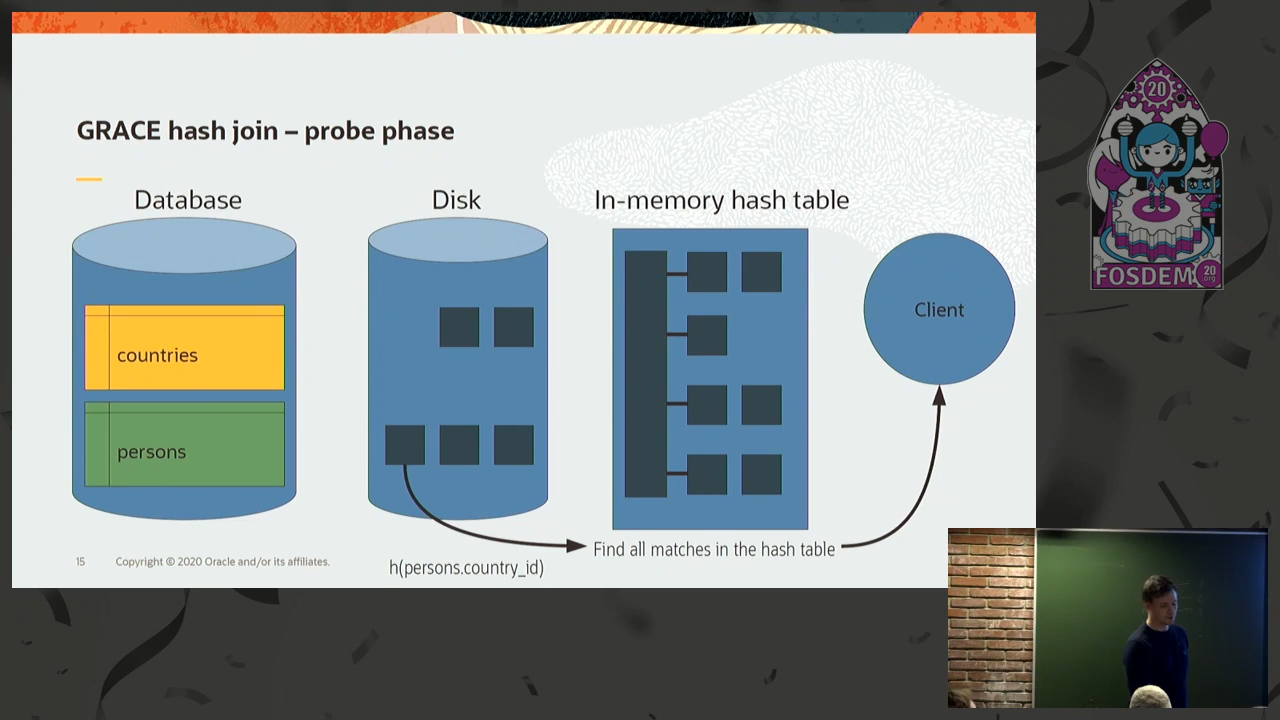 GRACE hash join – probe phase
Database
Disk
In-memory hash table
countries
persons
Client
Find all matches in the hash table
h(persons.country_id)
15
Copyright © 2020 Oracle and/or its affiliates.
20
FOSDEM
20
org